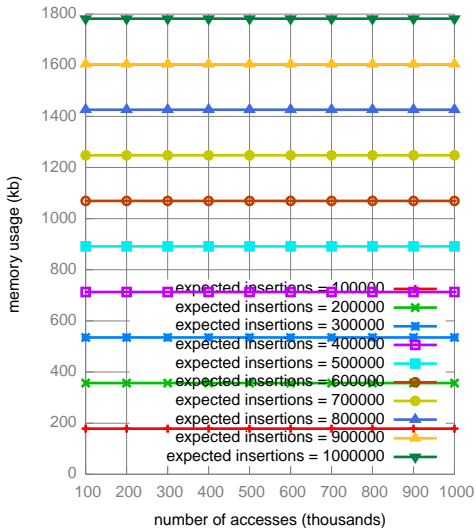 1800
1600
1400
1200
1000
800
600
400
200
0
memory usage (kb)
expected insertions = 100000
expected insertions = 200000
expected insertions = 300000
expected insertions = 400000
expected insertions = 500000
expected insertions = 600000
expected insertions = 700000
expected insertions = 800000
expected insertions = 900000
expected insertions = 1000000
100 200 300 400 500 600 700 800 900 1000
number of accesses (thousands)